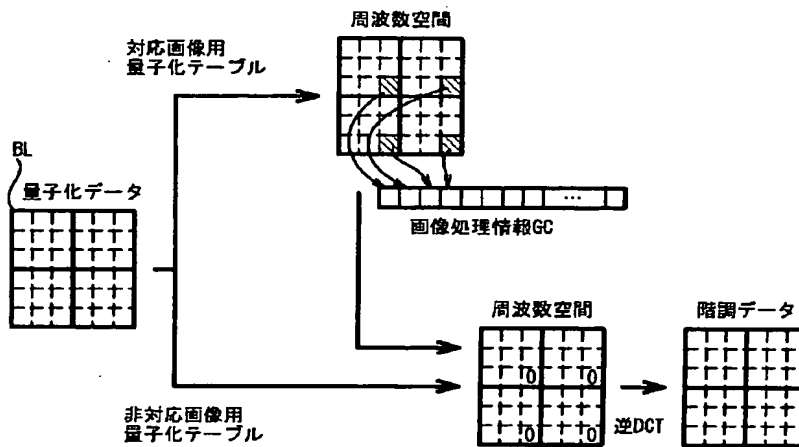 周波数空間
対応画像用
量子化テーブル
BL
量子化データ
...
画像処理情報GC
周波数空間
階調データ
0 0
0 0
逆DCT
非対応画像用
量子化テーブル